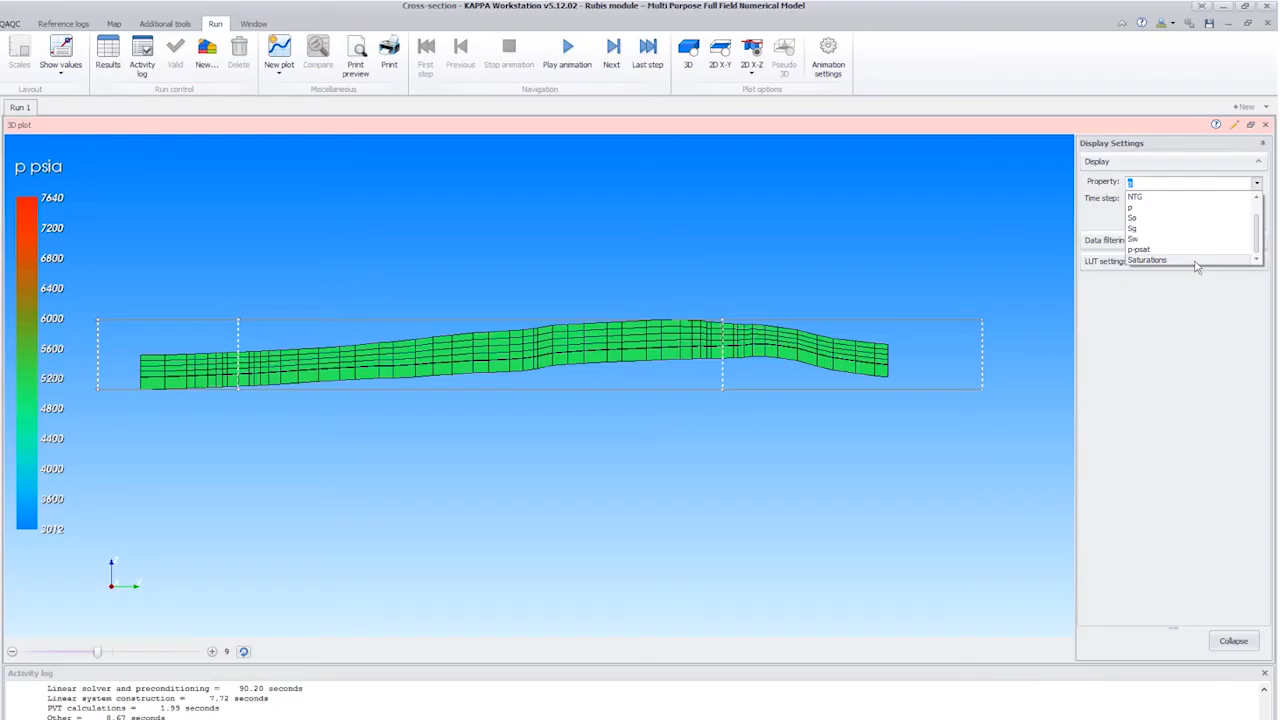 Cross-section - KAPPA Workstation v5.12.02 - Rubis module – Multi Purpose Full Field Numerical Model
QAQC Reference logs Map Additional tools Run Window
Scales Show values Results Activity log Valid New... Delete New plot Compare Print preview Print First step Previous Stop animation Play animation Next Last step 3D 2D X-Y 2D X-Z Pseudo 3D Animation settings
Layout Run control Miscellaneous Navigation Plot options
Run 1 +New
3D plot
Display Settings
Display
Property: p
Time step:
NTG
p
So
Sg
Sw
p-psat
Saturations
Data filterin
LUT setting
p psia
7640
7200
6800
6400
6000
5600
5200
4800
4400
4000
3600
3012
9
Collapse
Activity log
Linear solver and preconditioning = 90.20 seconds
Linear system construction = 7.72 seconds
PVT calculations = 1.99 seconds
Other = 8.67 seconds